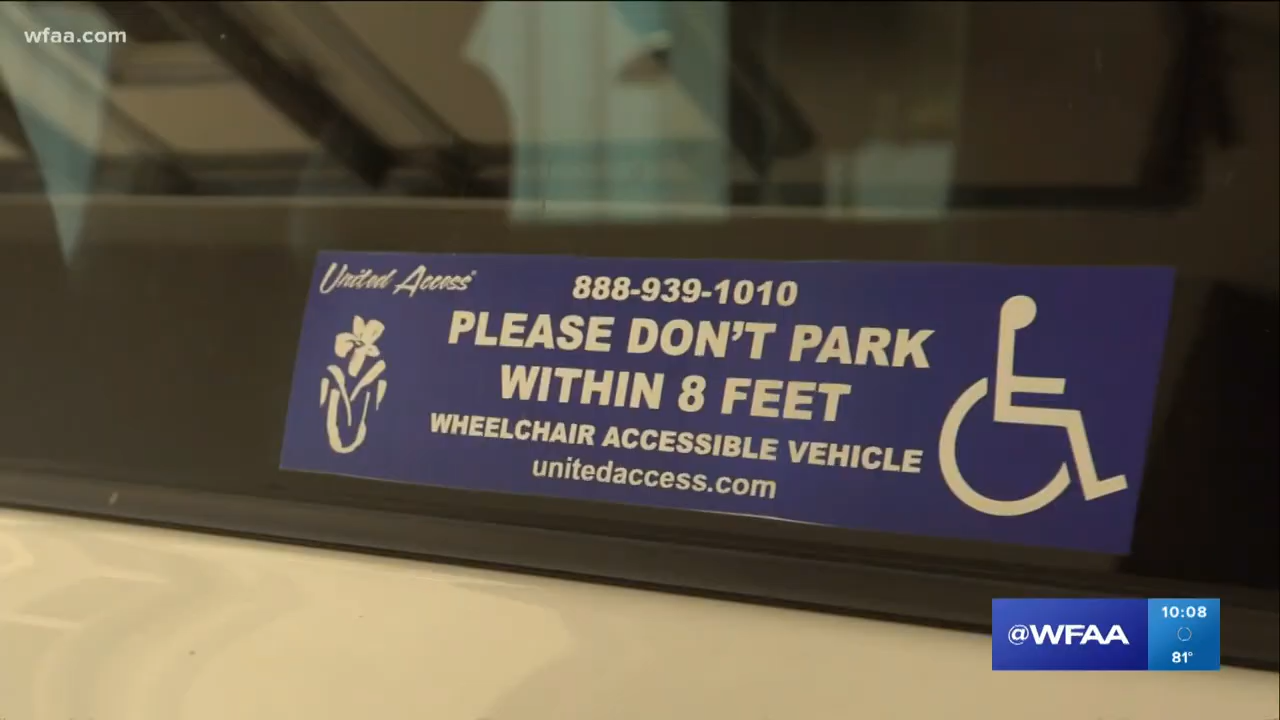 wfaa.com
United Access
888-939-1010
PLEASE DON'T PARK
WITHIN 8 FEET
WHEELCHAIR ACCESSIBLE VEHICLE
unitedaccess.com
@WFAA
10:08
81°